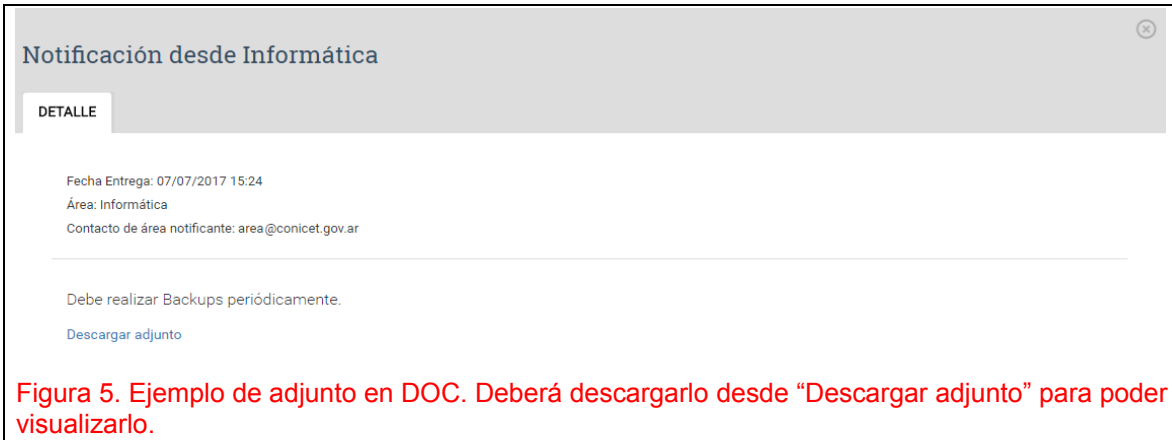 Notificación desde Informática
DETALLE
Fecha Entrega: 07/07/2017 15:24
Área: Informática
Contacto de área notificante: area@conicet.gov.ar
Debe realizar Backups periódicamente.
Descargar adjunto
Figura 5. Ejemplo de adjunto en DOC. Deberá descargarlo desde “Descargar adjunto” para poder
visualizarlo.